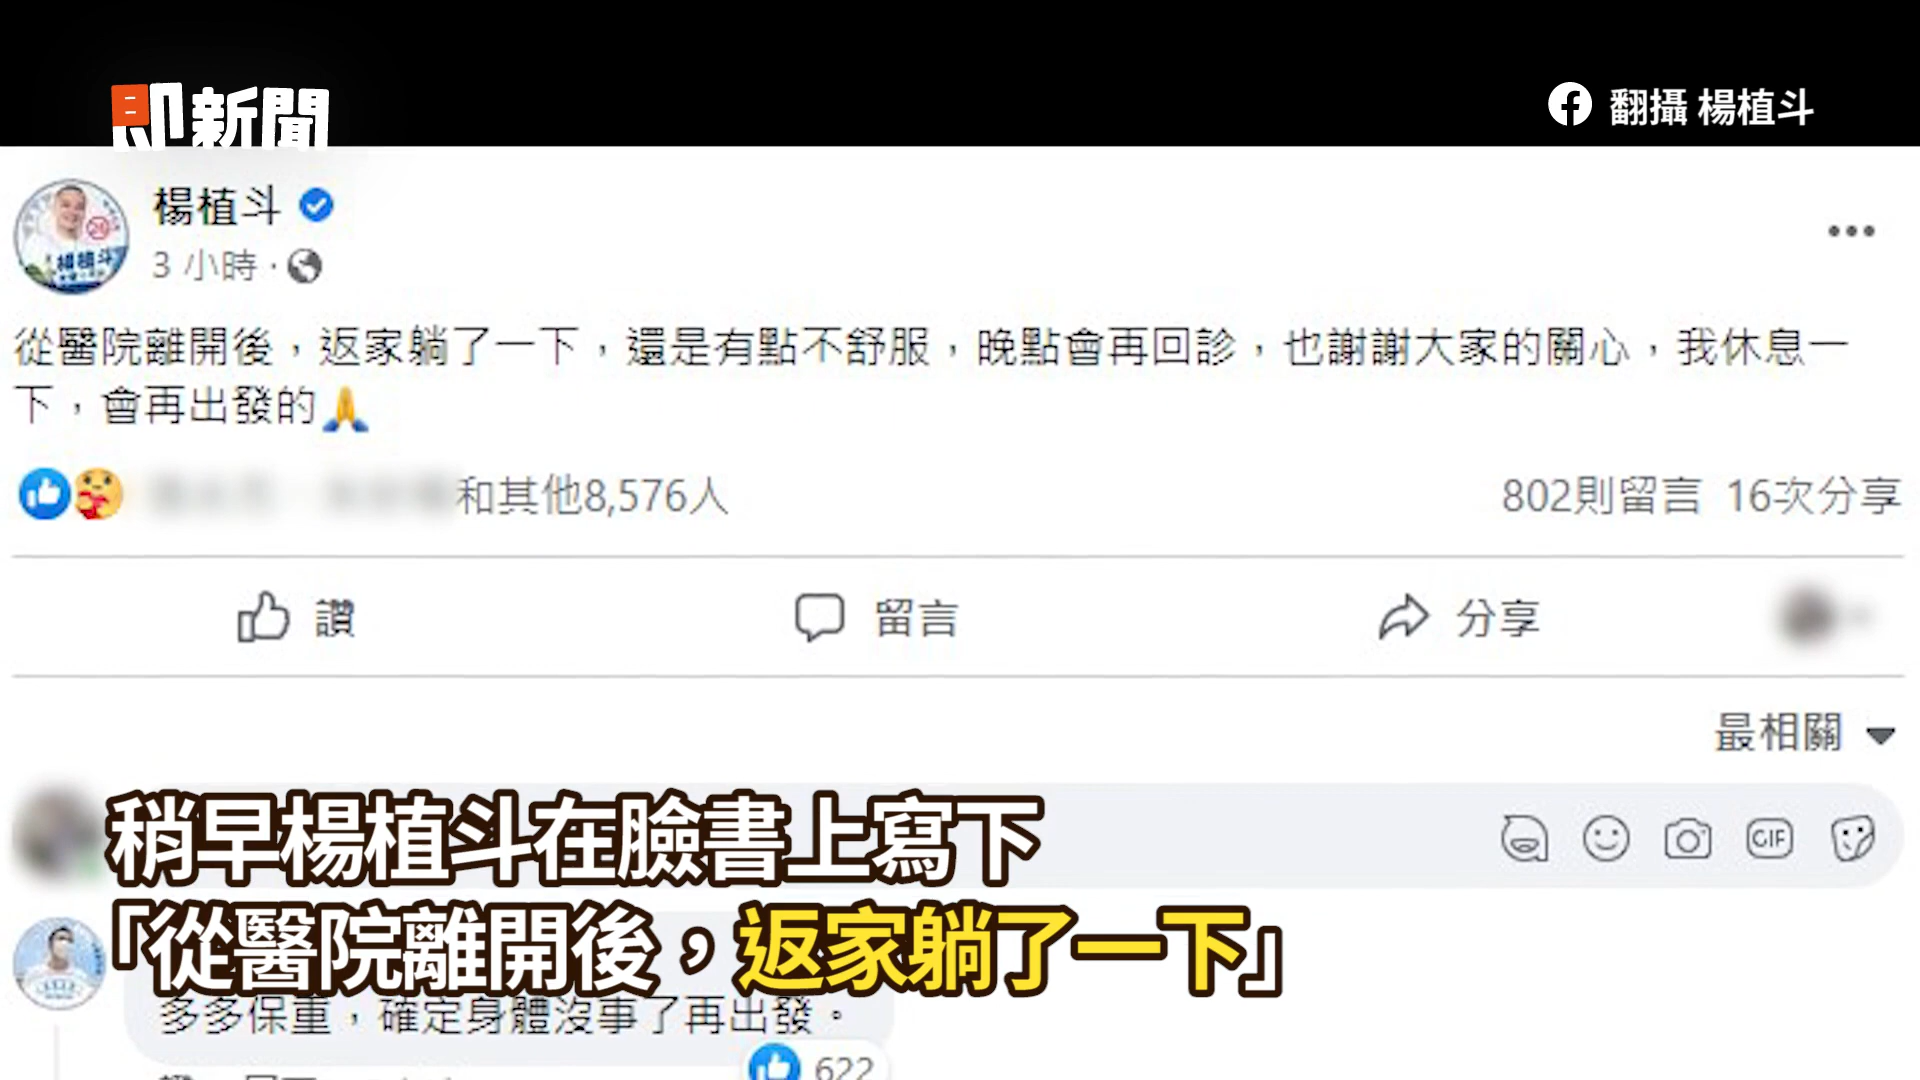 即新聞
翻攝 楊植斗
楊植斗
3 小時 ·
從醫院離開後，返家躺了一下，還是有點不舒服，晚點會再回診，也謝謝大家的關心，我休息一
下，會再出發的🙏
和其他8,576人
802則留言 16次分享
讚
留言
分享
最相關
GIF
稍早楊植斗在臉書上寫下
「從醫院離開後，返家躺了一下」
多多保重，確定身體沒事了再出發。
622